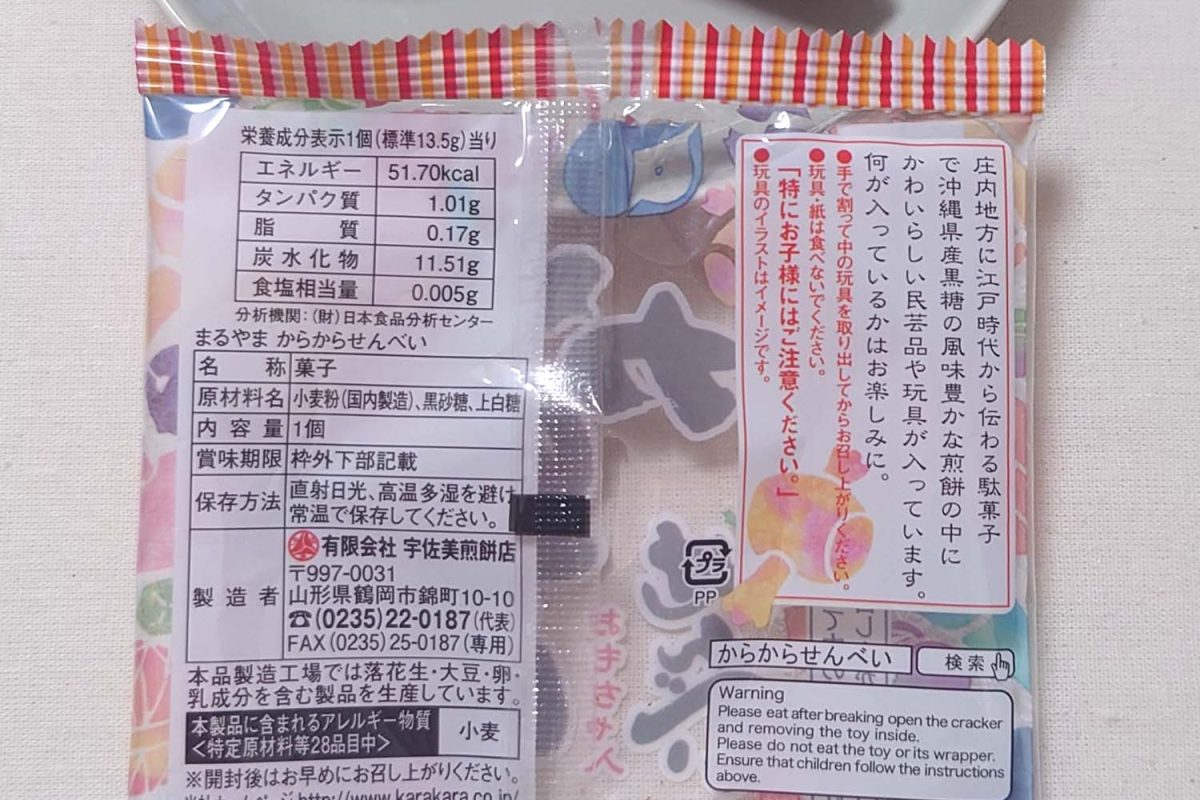 栄養成分表示1個(標準13.5g)当り
エネルギー 51.70kcal
タンパク質 1.01g
脂質 0.17g
炭水化物 11.51g
食塩相当量 0.005g
分析機関:(財)日本食品分析センター
まるやま からからせんべい
名称 菓子
原材料名 小麦粉(国内製造)、黒砂糖、上白糖
内容量 1個
賞味期限 枠外下部記載
保存方法 直射日光、高温多湿を避け
常温で保存してください。
製造者 有限会社 宇佐美煎餅店
〒997-0031
山形県鶴岡市錦町10-10
☎(0235)22-0187(代表)
FAX(0235)25-0187(専用)
本品製造工場では落花生・大豆・卵・
乳成分を含む製品を生産しています。
本製品に含まれるアレルギー物質
<特定原材料等28品目中> 小麦
※開封後はお早めにお召し上がりください。
http://www.karakara.co.jp/
庄内地方に江戸時代から伝わる駄菓子
で沖縄県産黒糖の風味豊かな煎餅の中に
かわいらしい民芸品や玩具が入っています。
何が入っているかはお楽しみに。
●手で割って中の玩具を取り出してからお召し上がりください。
●玩具・紙は食べないでください。
「特にお子様にはご注意ください。」
●玩具のイラストはイメージです。
プラ
PP
おもちゃ入
からからせんべい 検索
Warning
Please eat after breaking open the cracker
and removing the toy inside.
Please do not eat the toy or its wrapper.
Ensure that children follow the instructions
above.